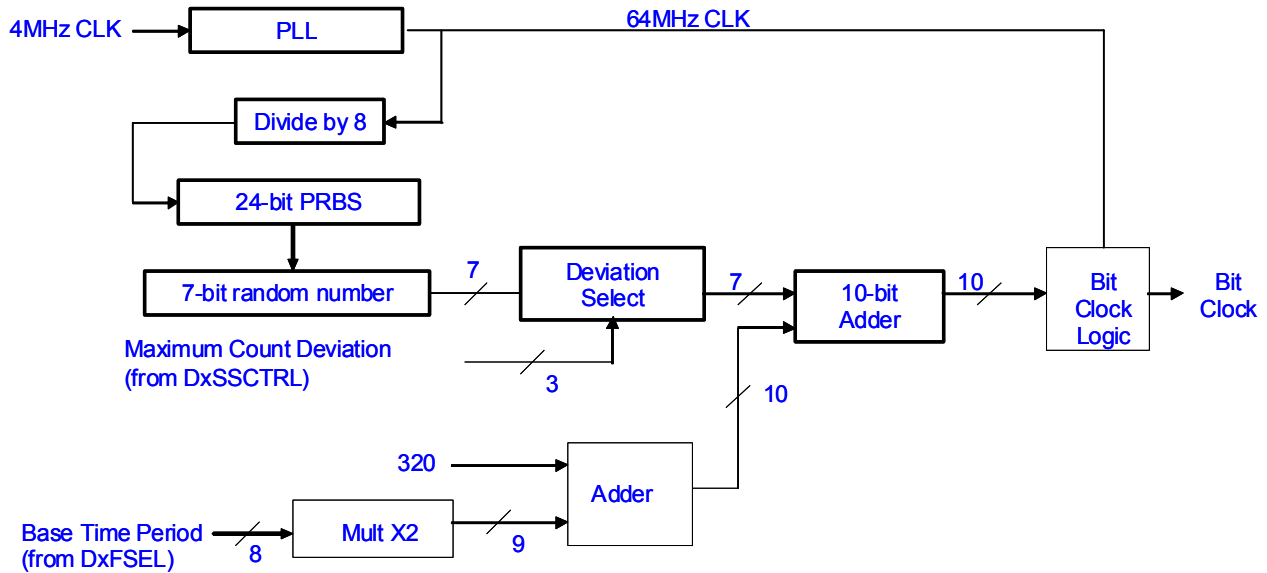 4MHz CLK
PLL
64MHz CLK
Divide by 8
24-bit PRBS
7-bit random number
7
Deviation
Select
7
10-bit
Adder
10
Bit
Clock
Logic
Bit
Clock
Maximum Count Deviation
(from DxSSCTRL)
3
10
320
Adder
Base Time Period
(from DxFSEL)
8
Mult X2
9